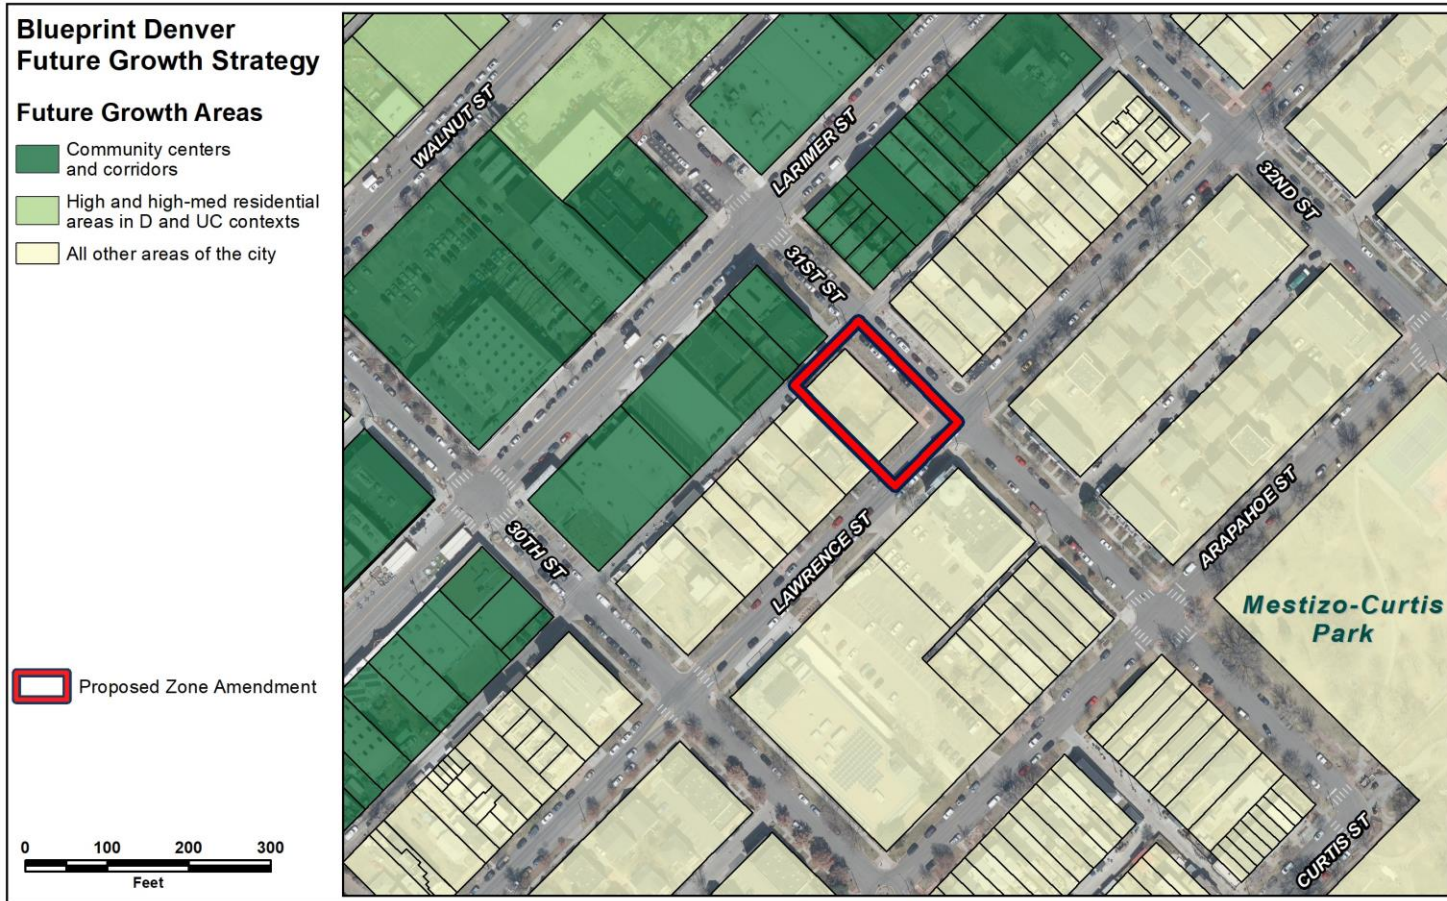 Blueprint Denver
Future Growth Strategy
Future Growth Areas
Community centers
and corridors
High and high-med residential
areas in D and UC contexts
All other areas of the city
Proposed Zone Amendment
0 100 200 300
Feet
WALNUT ST
LARIMER ST
31ST ST
32ND ST
30TH ST
LAWRENCE ST
ARAPAHOE ST
Mestizo-Curtis
Park
CURTIS ST